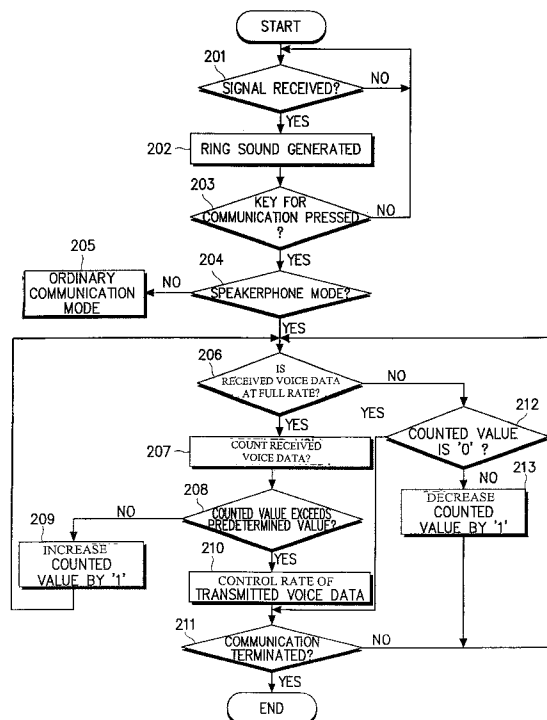 START
201
SIGNAL RECEIVED?
NO
YES
202
RING SOUND GENERATED
203
KEY FOR
COMMUNICATION PRESSED
?
NO
YES
205
ORDINARY
COMMUNICATION
MODE
NO
204
SPEAKERPHONE MODE?
YES
206
IS
RECEIVED VOICE DATA
AT FULL RATE?
NO
YES
YES
212
COUNTED VALUE
IS '0' ?
207
COUNT RECEIVED
VOICE DATA?
NO
213
DECREASE
COUNTED
VALUE BY '1'
208
COUNTED VALUE EXCEEDS
PREDETERMINED VALUE?
NO
209
INCREASE
COUNTED
VALUE BY '1'
YES
210
CONTROL RATE OF
TRANSMITTED VOICE DATA
211
COMMUNICATION
TERMINATED?
NO
YES
END